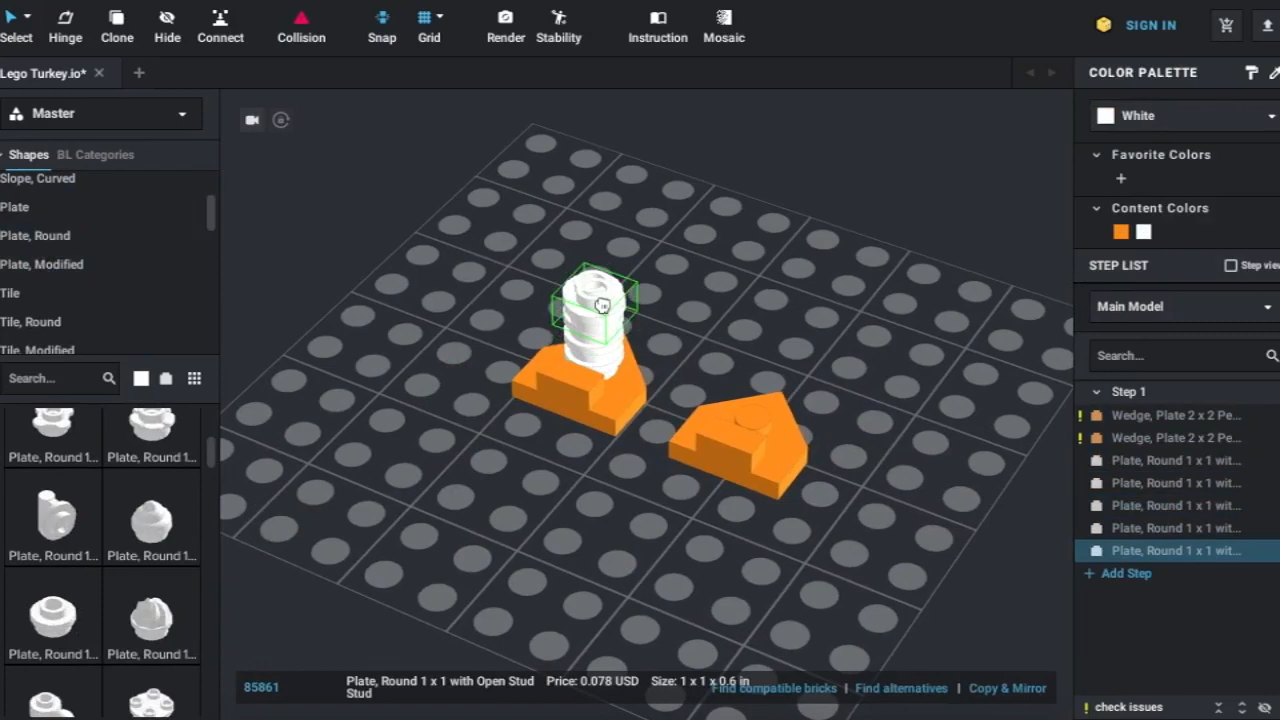 Select
Hinge
Clone
Hide
Connect
Collision
Snap
Grid
Render
Stability
Instruction
Mosaic
SIGN IN
Lego Turkey.io*
Master
Shapes
BL Categories
Slope, Curved
Plate
Plate, Round
Plate, Modified
Tile
Tile, Round
Tile, Modified
Search...
Plate, Round 1...
Plate, Round 1...
Plate, Round 1...
Plate, Round 1...
Plate, Round 1...
Plate, Round 1...
85861
Plate, Round 1 x 1 with Open Stud
Stud
Price: 0.078 USD
Size: 1 x 1 x 0.6 in
Find compatible bricks | Find alternatives | Copy & Mirror
COLOR PALETTE
White
Favorite Colors
+
Content Colors
STEP LIST
Step view
Main Model
Search...
Step 1
Wedge, Plate 2 x 2 Pe...
Wedge, Plate 2 x 2 Pe...
Plate, Round 1 x 1 wit...
Plate, Round 1 x 1 wit...
Plate, Round 1 x 1 wit...
Plate, Round 1 x 1 wit...
Plate, Round 1 x 1 wit...
+ Add Step
! check issues